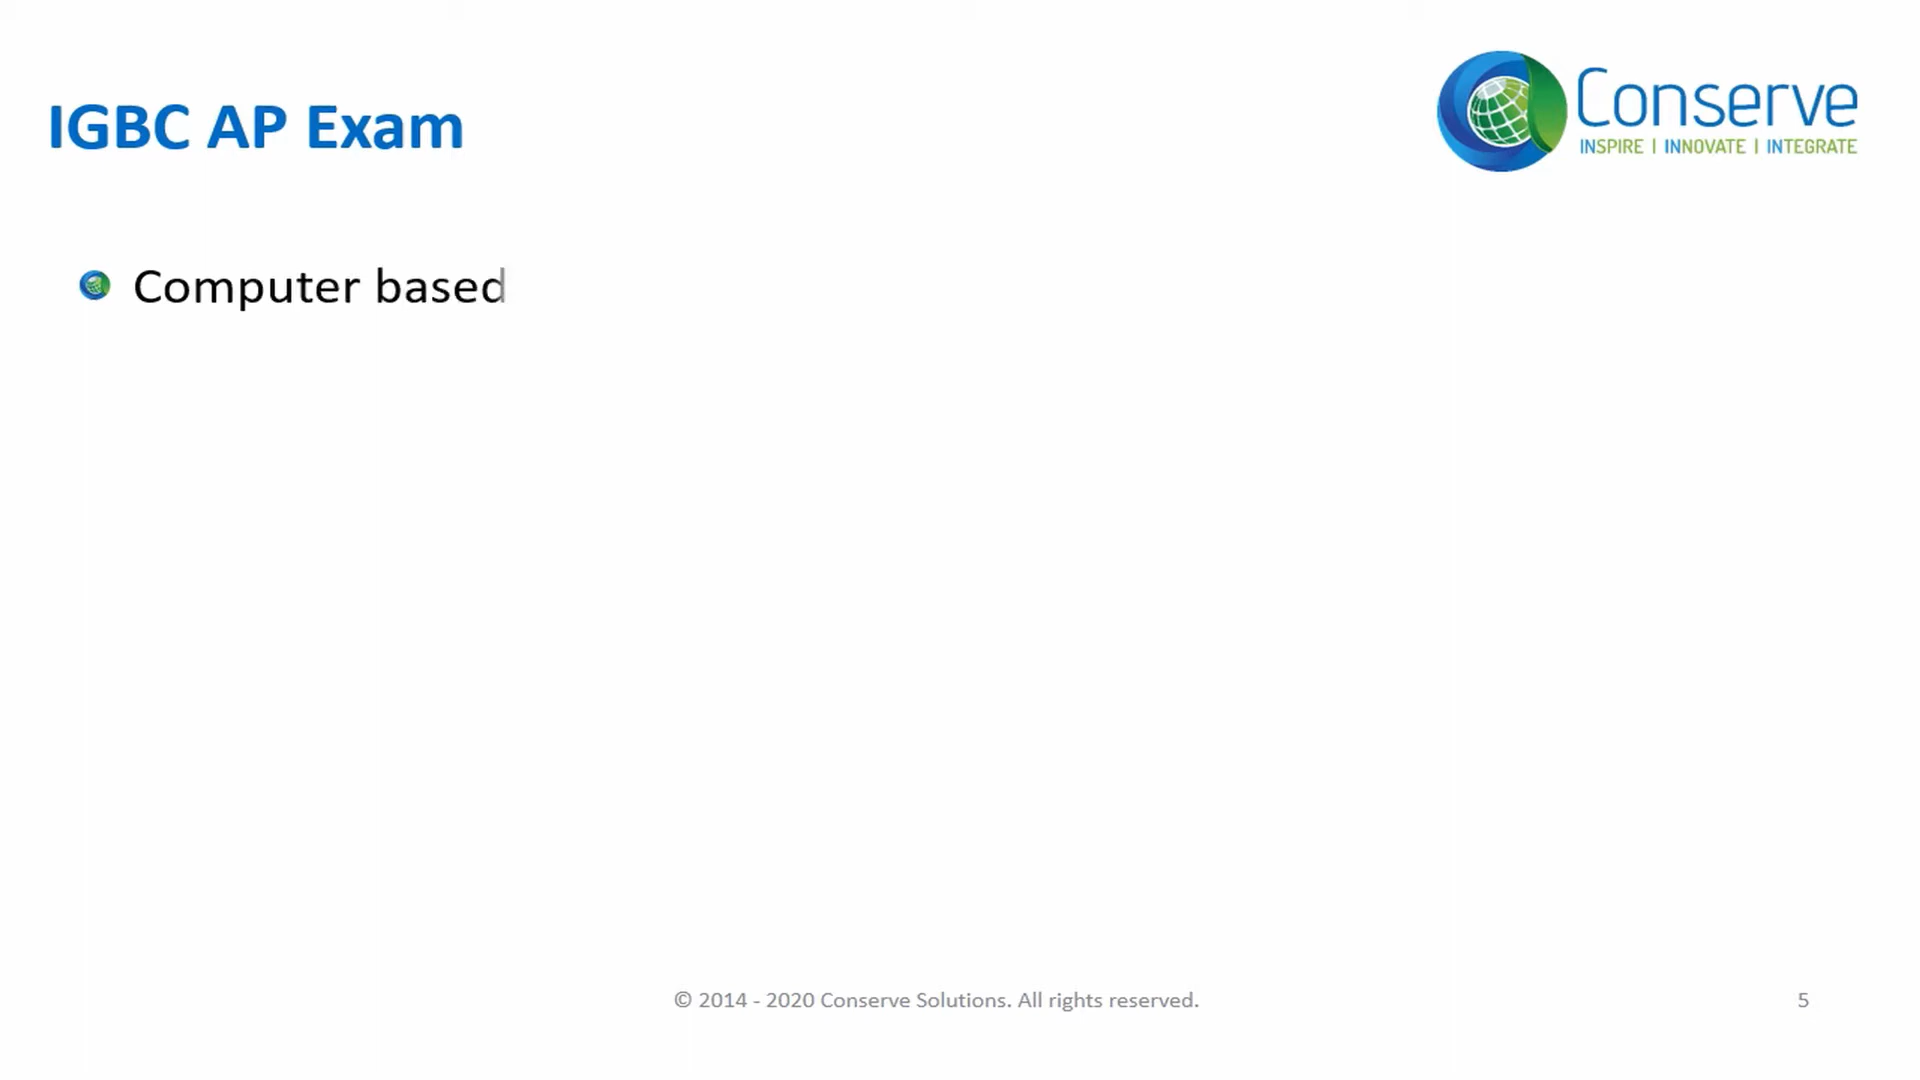 IGBC AP Exam
Conserve
INSPIRE | INNOVATE | INTEGRATE
Computer based
© 2014 - 2020 Conserve Solutions. All rights reserved.
5